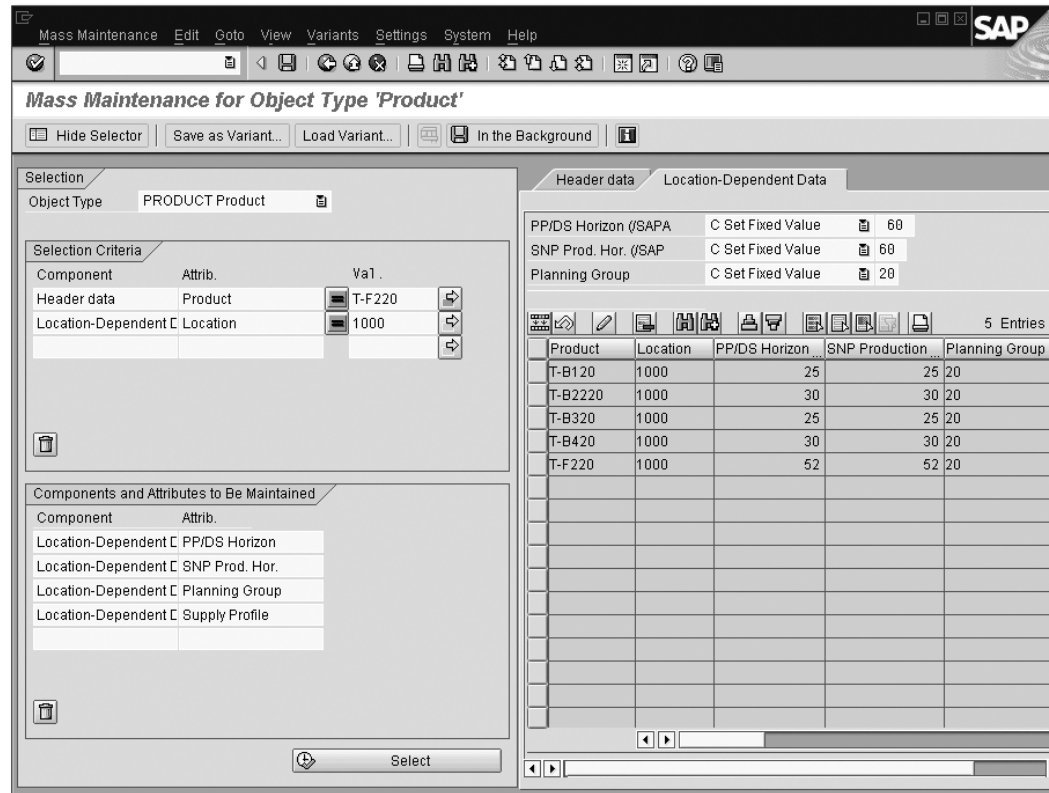 Mass Maintenance Edit Goto View Variants Settings System Help
SAP
Mass Maintenance for Object Type 'Product'
Hide Selector Save as Variant... Load Variant... In the Background
Selection
Object Type PRODUCT Product
Selection Criteria
Component Attrib. Val.
Header data Product T-F220
Location-Dependent D Location 1000
Components and Attributes to Be Maintained
Component Attrib.
Location-Dependent D PP/DS Horizon
Location-Dependent D SNP Prod. Hor.
Location-Dependent D Planning Group
Location-Dependent D Supply Profile
Select
Header data Location-Dependent Data
PP/DS Horizon (/SAPA C Set Fixed Value 60
SNP Prod. Hor. (/SAP C Set Fixed Value 60
Planning Group C Set Fixed Value 20
5 Entries
Product Location PP/DS Horizon ... SNP Production ... Planning Group
T-B120 1000 25 25 20
T-B2220 1000 30 30 20
T-B320 1000 25 25 20
T-B420 1000 30 30 20
T-F220 1000 52 52 20